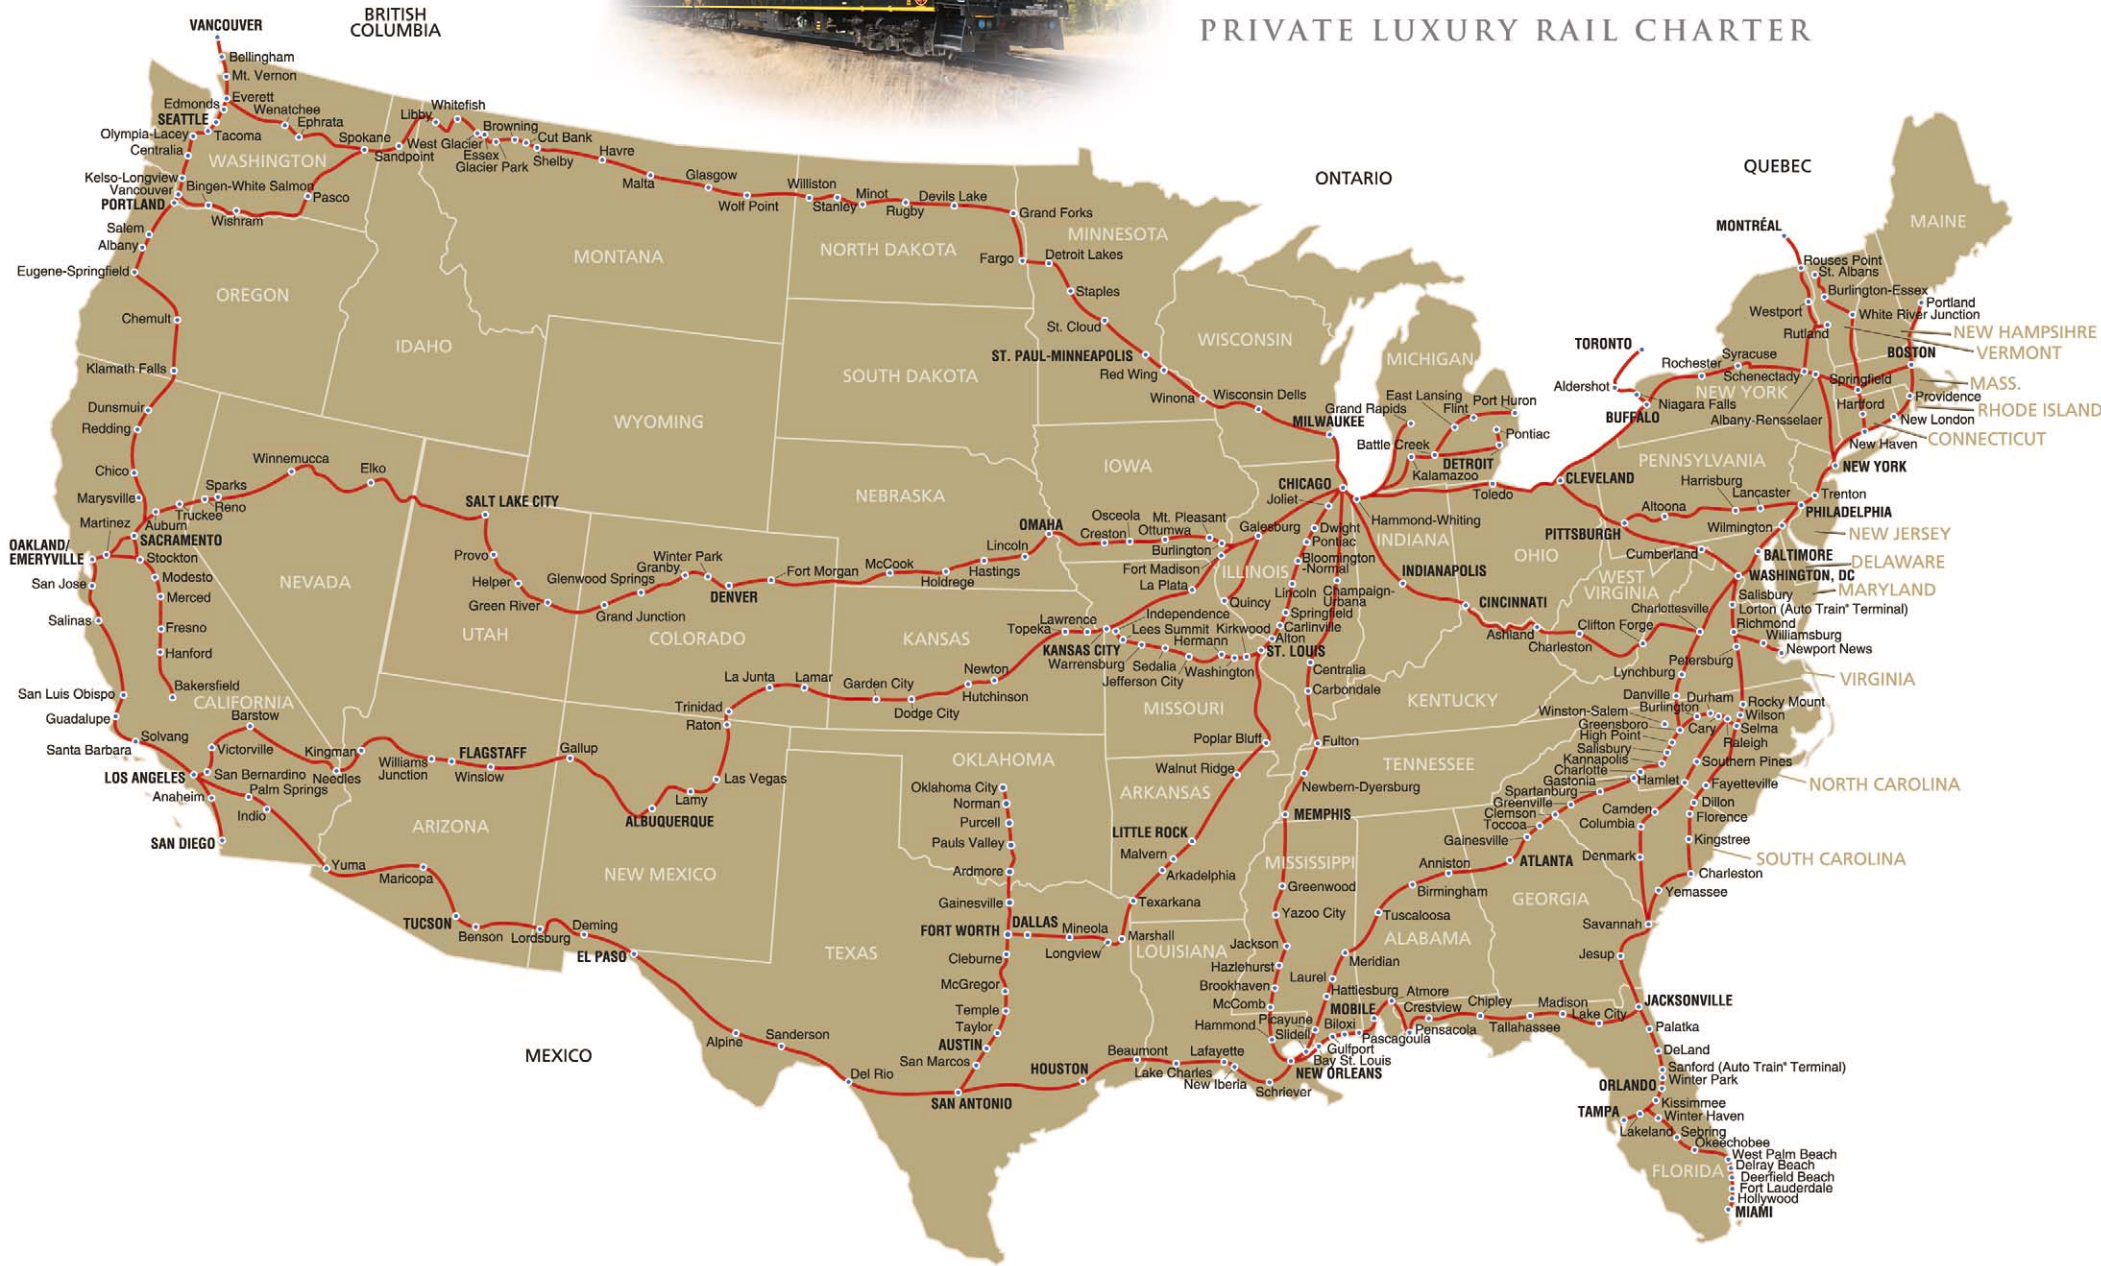 PRIVATE LUXURY RAIL CHARTER
BRITISH
COLUMBIA
VANCOUVER
Bellingham
Mt. Vernon
Everett
Edmonds
SEATTLE
Wenatchee
Ephrata
Olympia-Lacey
Tacoma
Centralia
WASHINGTON
Spokane
Sandpoint
Libby
Whitefish
West Glacier
Browning
Essex
Glacier Park
Cut Bank
Shelby
Havre
Malta
Glasgow
Wolf Point
Williston
Stanley
Minot
Rugby
Devils Lake
Grand Forks
Kelso-Longview
Vancouver
PORTLAND
Bingen-White Salmon
Wishram
Pasco
Salem
Albany
Eugene-Springfield
OREGON
Chemult
Klamath Falls
IDAHO
MONTANA
NORTH DAKOTA
MINNESOTA
Fargo
Detroit Lakes
Staples
St. Cloud
ST. PAUL-MINNEAPOLIS
Red Wing
Winona
SOUTH DAKOTA
WYOMING
WISCONSIN
Wisconsin Dells
MILWAUKEE
ONTARIO
QUEBEC
MONTRÉAL
MAINE
Rouses Point
St. Albans
Burlington-Essex
Portland
Westport
White River Junction
Rutland
NEW HAMPSIHRE
VERMONT
BOSTON
TORONTO
Aldershot
Rochester
Syracuse
Schenectady
Springfield
NEW YORK
MASS.
Niagara Falls
BUFFALO
Albany-Rensselaer
Hartford
Providence
RHODE ISLAND
New London
CONNECTICUT
New Haven
NEW YORK
MICHIGAN
East Lansing
Port Huron
Grand Rapids
Flint
Pontiac
Battle Creek
DETROIT
Kalamazoo
Toledo
CLEVELAND
PENNSYLVANIA
Harrisburg
Lancaster
Trenton
Altoona
PHILADELPHIA
PITTSBURGH
Wilmington
NEW JERSEY
Cumberland
BALTIMORE
DELAWARE
WASHINGTON, DC
MARYLAND
Dunsmuir
Redding
Chico
Marysville
Martinez
Auburn
Truckee
Sparks
Reno
Winnemucca
Elko
SALT LAKE CITY
SACRAMENTO
OAKLAND/
EMERYVILLE
Stockton
San Jose
Modesto
Merced
Salinas
Fresno
Hanford
Bakersfield
NEVADA
UTAH
Provo
Helper
Green River
Grand Junction
Glenwood Springs
Granby
Winter Park
DENVER
COLORADO
Fort Morgan
McCook
Holdrege
Hastings
Lincoln
OMAHA
NEBRASKA
IOWA
Creston
Osceola
Ottumwa
Mt. Pleasant
Burlington
Galesburg
Fort Madison
La Plata
CHICAGO
Joliet
Hammond-Whiting
Dwight
Pontiac
Bloomington
-Normal
INDIANA
OHIO
ILLINOIS
Quincy
Lincoln
Champaign-
Urbana
Springfield
Carlinville
Alton
ST. LOUIS
INDIANAPOLIS
CINCINNATI
WEST
VIRGINIA
Ashland
Charleston
Clifton Forge
Charlottesville
Salisbury
Lorton (Auto Train* Terminal)
Richmond
Williamsburg
Newport News
Petersburg
Lynchburg
VIRGINIA
KANSAS
Topeka
Lawrence
Independence
Lees Summit
Kirkwood
Hermann
KANSAS CITY
Warrensburg
Sedalia
Washington
Jefferson City
Newton
Hutchinson
La Junta
Lamar
Garden City
Dodge City
Trinidad
Raton
MISSOURI
Centralia
Carbondale
KENTUCKY
Poplar Bluff
Fulton
Danville
Durham
Burlington
Rocky Mount
Winston-Salem
Wilson
Greensboro
Selma
High Point
Cary
Raleigh
Salisbury
Kannapolis
Southern Pines
Charlotte
Gastonia
Hamlet
Fayetteville
NORTH CAROLINA
Spartanburg
Greenville
Dillon
Clemson
Camden
Florence
Toccoa
Columbia
Kingstree
Gainesville
San Luis Obispo
CALIFORNIA
Guadalupe
Barstow
Solvang
Victorville
Santa Barbara
Kingman
Needles
Williams
Junction
FLAGSTAFF
Winslow
Gallup
LOS ANGELES
San Bernardino
Palm Springs
Anaheim
Indio
SAN DIEGO
ARIZONA
ALBUQUERQUE
Lamy
Las Vegas
NEW MEXICO
OKLAHOMA
Oklahoma City
Norman
Purcell
Pauls Valley
Ardmore
Gainesville
ARKANSAS
Walnut Ridge
LITTLE ROCK
Malvern
Arkadelphia
Texarkana
TENNESSEE
Newbern-Dyersburg
MEMPHIS
MISSISSIPPI
Greenwood
Yazoo City
Jackson
Hazlehurst
Brookhaven
McComb
Hammond
Anniston
ATLANTA
Birmingham
Denmark
SOUTH CAROLINA
Charleston
Yemassee
GEORGIA
Savannah
Jesup
Tuscaloosa
ALABAMA
Meridian
Laurel
Hattiesburg
Picayune
Slidell
Yuma
Maricopa
TUCSON
Benson
Lordsburg
Deming
EL PASO
TEXAS
FORT WORTH
DALLAS
Mineola
Longview
Marshall
Cleburne
McGregor
Temple
Taylor
AUSTIN
San Marcos
LOUISIANA
MOBILE
Atmore
Biloxi
Pascagoula
Gulfport
Bay St. Louis
NEW ORLEANS
Crestview
Pensacola
Chipley
Tallahassee
Madison
Lake City
JACKSONVILLE
Palatka
DeLand
Sanford (Auto Train* Terminal)
Winter Park
ORLANDO
Kissimmee
TAMPA
Winter Haven
Lakeland
Sebring
Okeechobee
West Palm Beach
Delray Beach
Deerfield Beach
Fort Lauderdale
Hollywood
MIAMI
FLORIDA
MEXICO
Alpine
Sanderson
Del Rio
SAN ANTONIO
HOUSTON
Beaumont
Lake Charles
Lafayette
New Iberia
Schriever